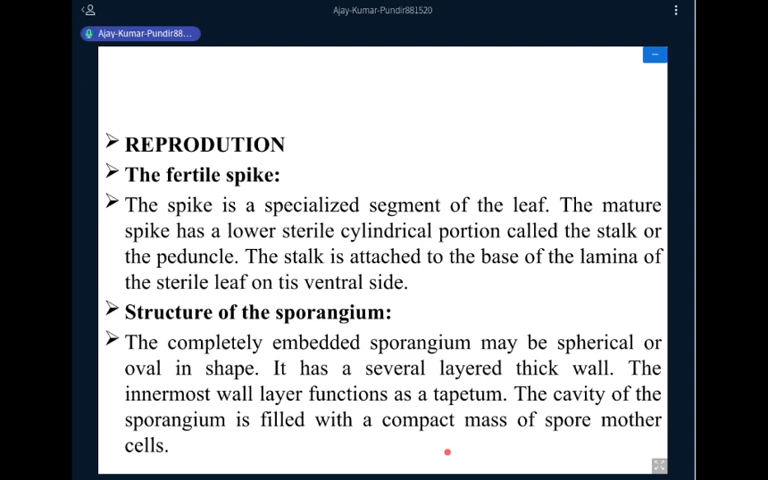 Ajay-Kumar-Pundir881520
Ajay-Kumar-Pundir88...
REPRODUTION
The fertile spike:
The spike is a specialized segment of the leaf. The mature
spike has a lower sterile cylindrical portion called the stalk or
the peduncle. The stalk is attached to the base of the lamina of
the sterile leaf on tis ventral side.
Structure of the sporangium:
The completely embedded sporangium may be spherical or
oval in shape. It has a several layered thick wall. The
innermost wall layer functions as a tapetum. The cavity of the
sporangium is filled with a compact mass of spore mother
cells.